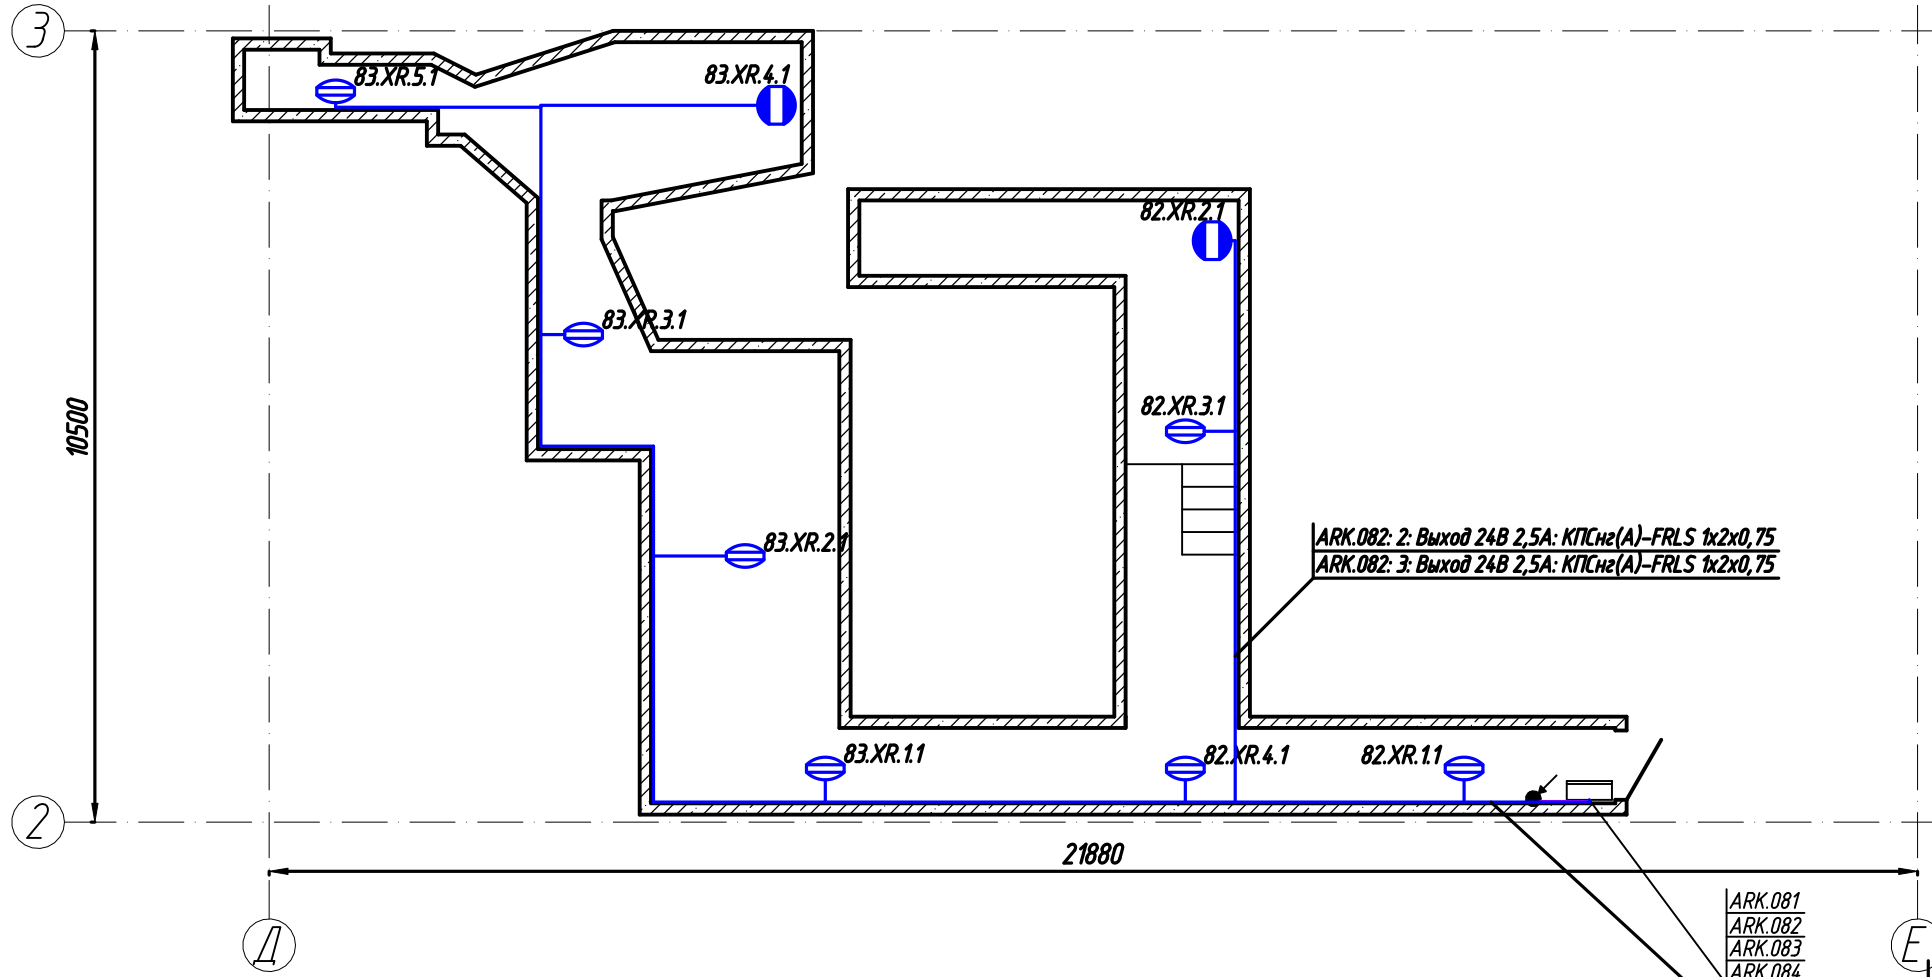 3
83.XR.5.1
83.XR.4.1
82.XR.2.1
83.XR.3.1
10500
82.XR.3.1
83.XR.2.1
ARK.082: 2: Выход 24В 2,5А: КПСнг(А)-FRLS 1x2x0,75
ARK.082: 3: Выход 24В 2,5А: КПСнг(А)-FRLS 1x2x0,75
83.XR.1.1
82.XR.4.1
82.XR.1.1
2
21880
ARK.081
ARK.082
ARK.083
ARK.084
Д
Е